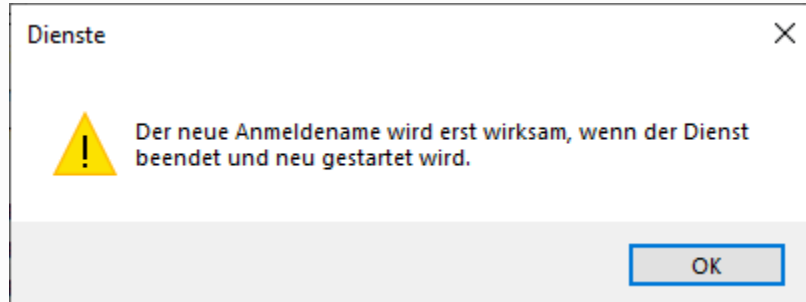 Dienste
Der neue Anmeldename wird erst wirksam, wenn der Dienst
beendet und neu gestartet wird.
OK